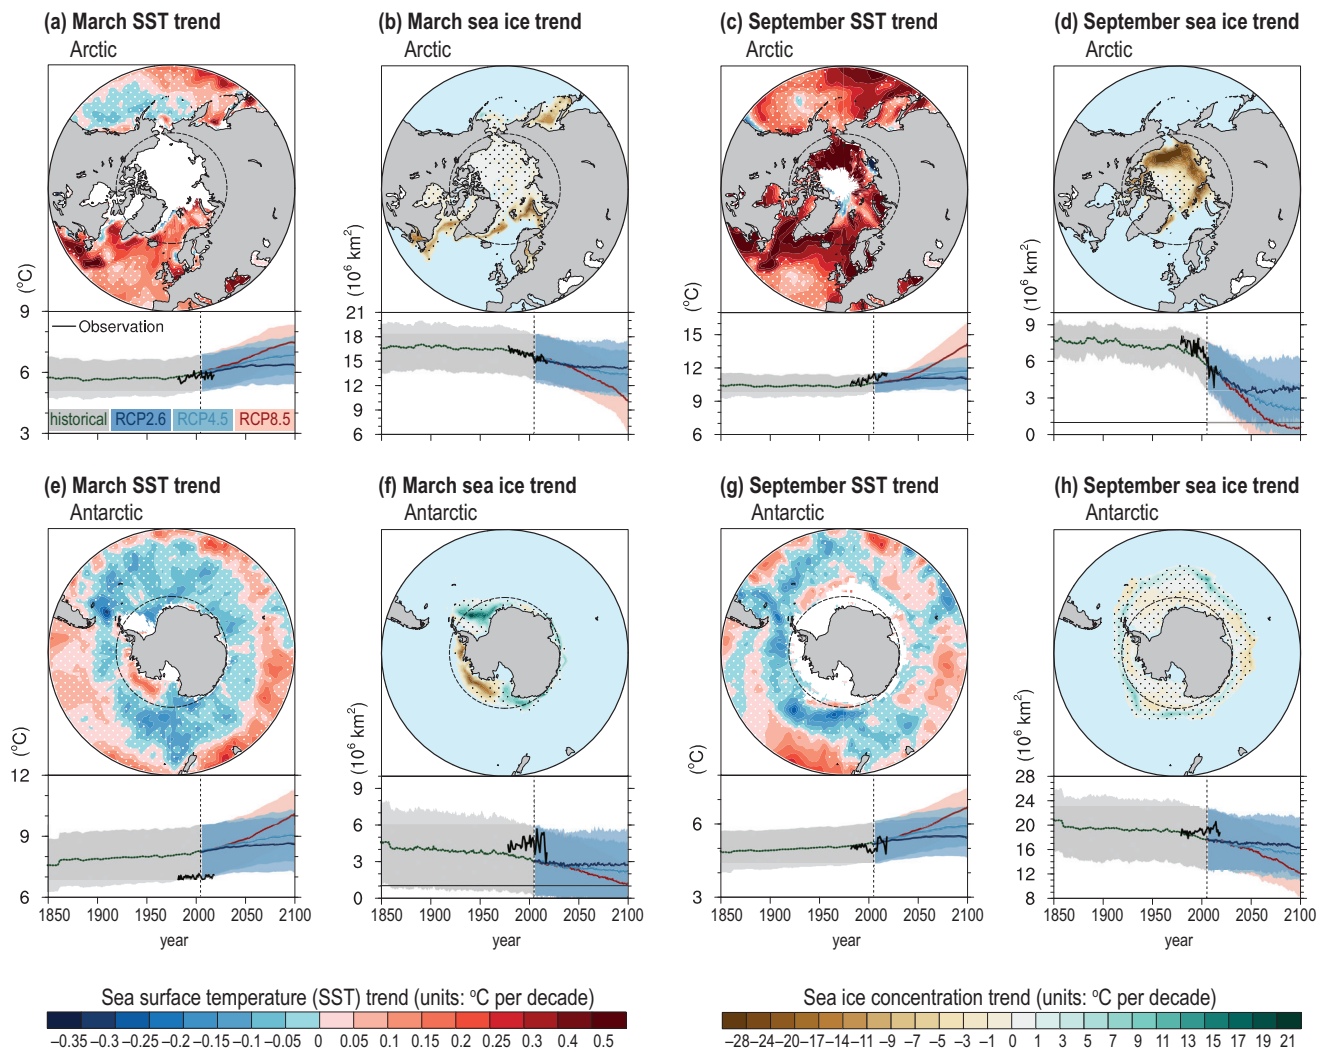 (a) March SST trend
Arctic
(b) March sea ice trend
Arctic
(c) September SST trend
Arctic
(d) September sea ice trend
Arctic
(°C)
9
6
3
Observation
historical RCP2.6 RCP4.5 RCP8.5
(10⁶ km²)
21
18
15
12
9
6
(°C)
15
12
9
6
(10⁶ km²)
9
6
3
0
(e) March SST trend
Antarctic
(f) March sea ice trend
Antarctic
(g) September SST trend
Antarctic
(h) September sea ice trend
Antarctic
(°C)
12
9
6
1850 1900 1950 2000 2050 2100
year
(10⁶ km²)
9
6
3
0
1850 1900 1950 2000 2050 2100
year
(°C)
6
3
1850 1900 1950 2000 2050 2100
year
(10⁶ km²)
28
24
20
16
12
8
1850 1900 1950 2000 2050 2100
year
Sea surface temperature (SST) trend (units: °C per decade)
−0.35 −0.3 −0.25 −0.2 −0.15 −0.1 −0.05 0 0.05 0.1 0.15 0.2 0.25 0.3 0.4 0.5
Sea ice concentration trend (units: °C per decade)
−28 −24 −20 −17 −14 −11 −9 −7 −5 −3 −1 0 1 3 5 7 9 11 13 15 17 19 21